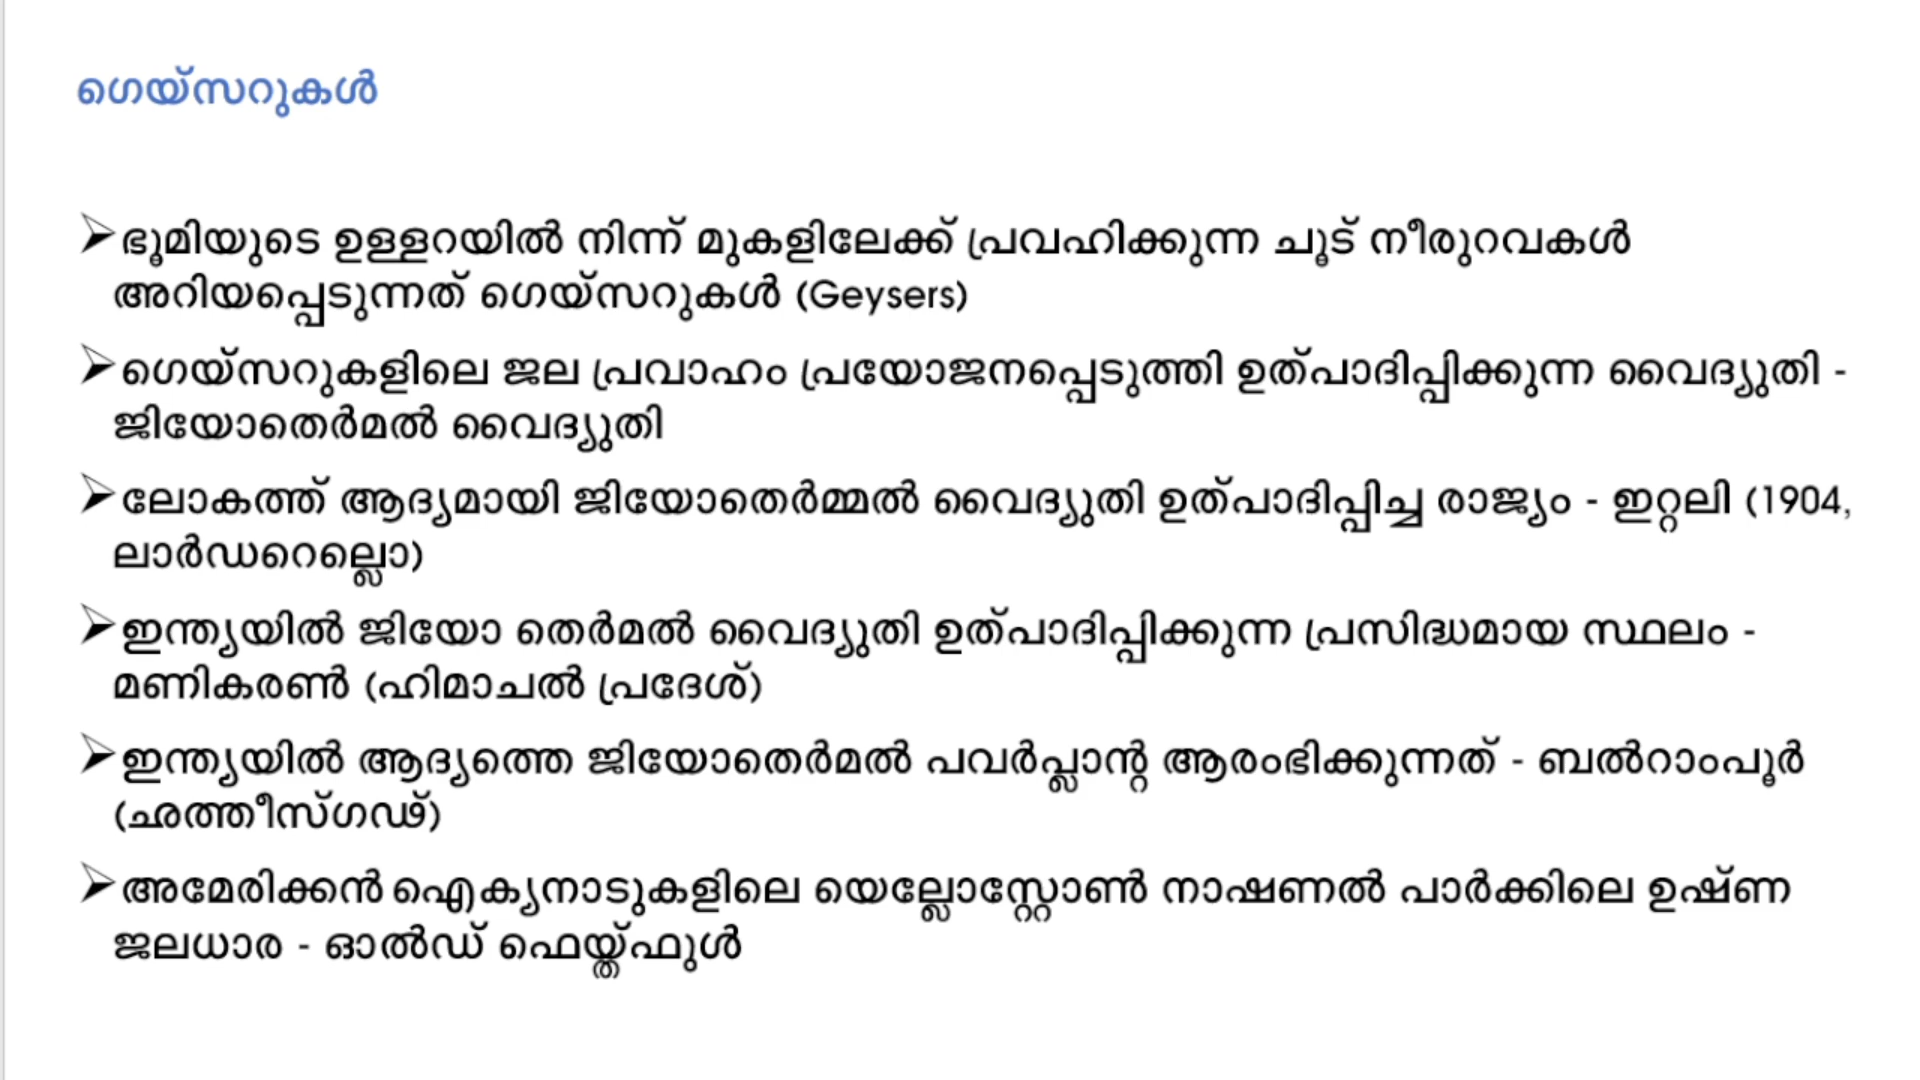 ഗെയ്സറുകൾ
➤ഭൂമിയുടെ ഉള്ളറയിൽ നിന്ന് മുകളിലേക്ക് പ്രവഹിക്കുന്ന ചൂട് നീരുറവകൾ
അറിയപ്പെടുന്നത് ഗെയ്സറുകൾ (Geysers)
➤ഗെയ്സറുകളിലെ ജല പ്രവാഹം പ്രയോജനപ്പെടുത്തി ഉത്പാദിപ്പിക്കുന്ന വൈദ്യുതി -
ജിയോതെർമൽ വൈദ്യുതി
➤ലോകത്ത് ആദ്യമായി ജിയോതെർമ്മൽ വൈദ്യുതി ഉത്പാദിപ്പിച്ച രാജ്യം - ഇറ്റലി (1904,
ലാർഡറെല്ലൊ)
➤ഇന്ത്യയിൽ ജിയോ തെർമൽ വൈദ്യുതി ഉത്പാദിപ്പിക്കുന്ന പ്രസിദ്ധമായ സ്ഥലം -
മണികരൺ (ഹിമാചൽ പ്രദേശ്)
➤ഇന്ത്യയിൽ ആദ്യത്തെ ജിയോതെർമൽ പവർപ്ലാന്റ ആരംഭിക്കുന്നത് - ബൽറാംപൂർ
(ഛത്തീസ്ഗഢ്)
➤അമേരിക്കൻ ഐക്യനാടുകളിലെ യെല്ലോസ്റ്റോൺ നാഷണൽ പാർക്കിലെ ഉഷ്ണ
ജലധാര - ഓൽഡ് ഫെയ്ത്ഫുൾ